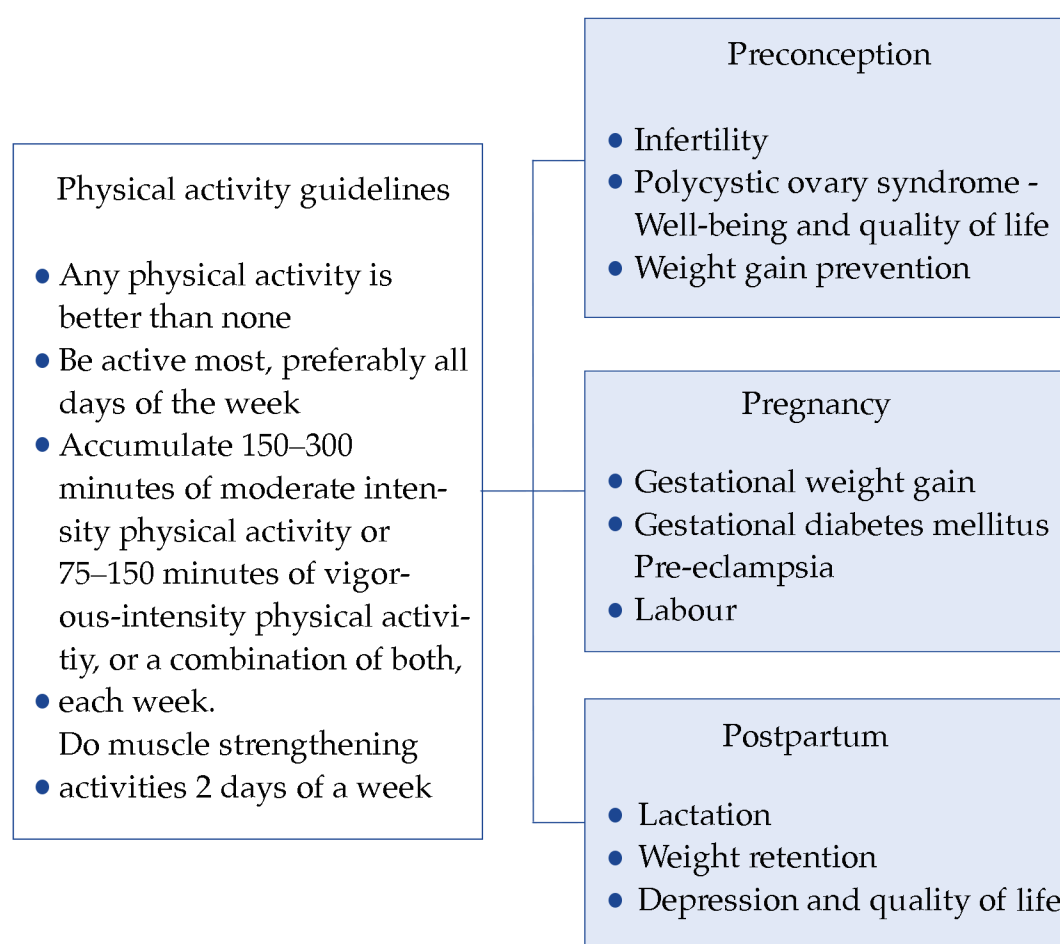 Physical activity guidelines
● Any physical activity is
better than none
● Be active most, preferably all
days of the week
● Accumulate 150–300
minutes of moderate inten-
sity physical activity or
75–150 minutes of vigor-
ous-intensity physical activi-
tiy, or a combination of both,
● each week.
Do muscle strengthening
● activities 2 days of a week
Preconception
● Infertility
● Polycystic ovary syndrome -
Well-being and quality of life
● Weight gain prevention
Pregnancy
● Gestational weight gain
● Gestational diabetes mellitus
Pre-eclampsia
● Labour
Postpartum
● Lactation
● Weight retention
● Depression and quality of life